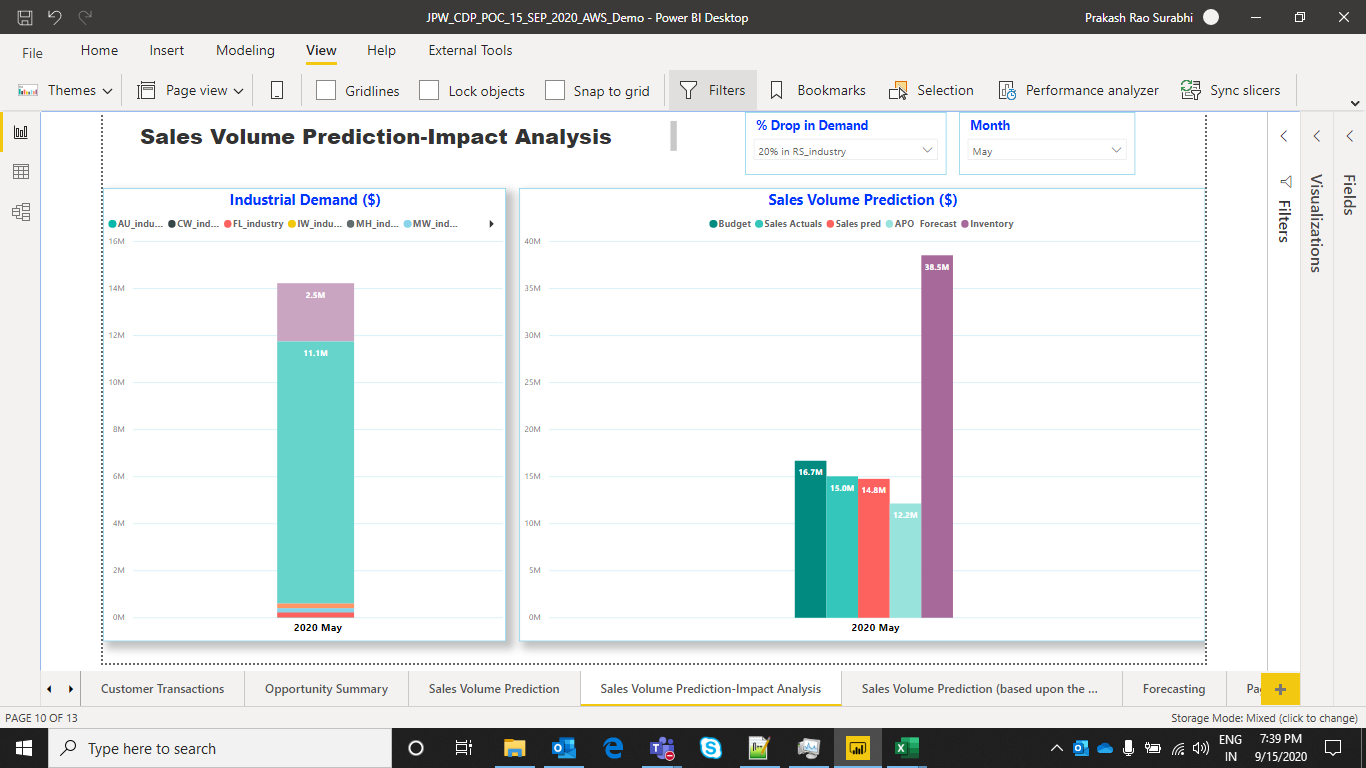 JPW_CDP_POC_15_SEP_2020_AWS_Demo - Power BI Desktop
Prakash Rao Surabhi
File Home Insert Modeling View Help External Tools
Themes Page view Gridlines Lock objects Snap to grid Filters Bookmarks Selection Performance analyzer Sync slicers
Sales Volume Prediction-Impact Analysis
% Drop in Demand
20% in RS_industry
Month
May
Filters
Visualizations
Fields
Industrial Demand ($)
AU_indu... CW_ind... FL_industry IW_indu... MH_ind... MW_ind...
16M
14M
12M
10M
8M
6M
4M
2M
0M
2.5M
11.1M
2020 May
Sales Volume Prediction ($)
Budget Sales Actuals Sales pred APO Forecast Inventory
40M
35M
30M
25M
20M
15M
10M
5M
0M
16.7M
15.0M
14.8M
12.2M
38.5M
2020 May
Customer Transactions Opportunity Summary Sales Volume Prediction Sales Volume Prediction-Impact Analysis Sales Volume Prediction (based upon the ... Forecasting Pa
PAGE 10 OF 13
Storage Mode: Mixed (click to change)
Type here to search
ENG
IN
7:39 PM
9/15/2020